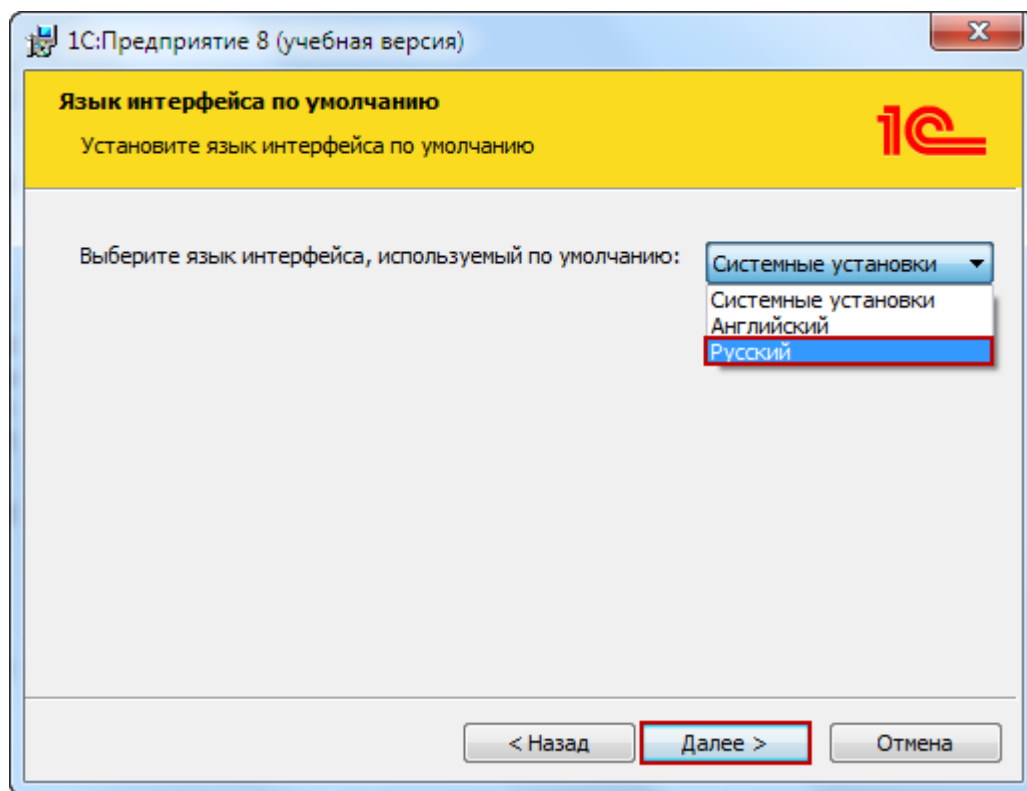 1С:Предприятие 8 (учебная версия)
Язык интерфейса по умолчанию
Установите язык интерфейса по умолчанию
1С
Выберите язык интерфейса, используемый по умолчанию:
Системные установки
Системные установки
Английский
Русский
< Назад
Далее >
Отмена